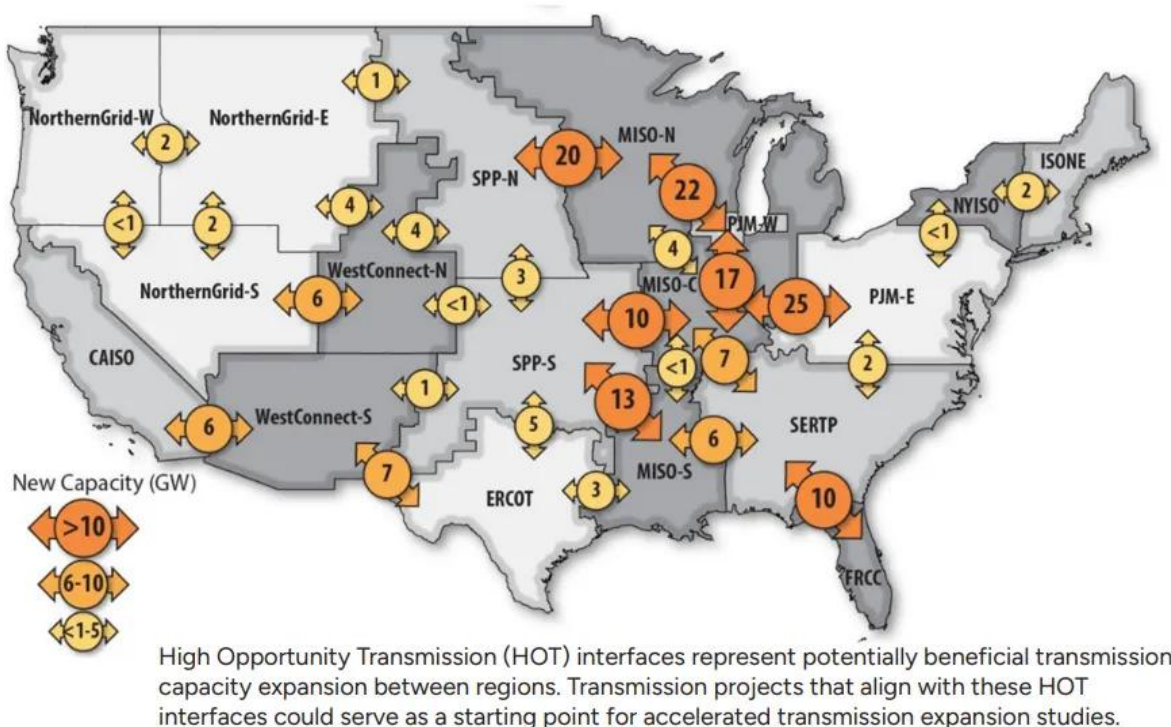 1
NorthernGrid-W
NorthernGrid-E
2
20
MISO-N
SPP-N
22
ISONE
2
NYISO
4
<1
2
4
PJM-W
<1
4
WestConnect-N
3
MISO-C
17
NorthernGrid-S
6
<1
10
25
PJM-E
CAISO
SPP-S
<1
7
2
1
13
WestConnect-S
6
5
6
SERTP
MISO-S
7
New Capacity (GW)
ERCOT
3
10
>10
6-10
FRCC
<1-5
High Opportunity Transmission (HOT) interfaces represent potentially beneficial transmission
capacity expansion between regions. Transmission projects that align with these HOT
interfaces could serve as a starting point for accelerated transmission expansion studies.